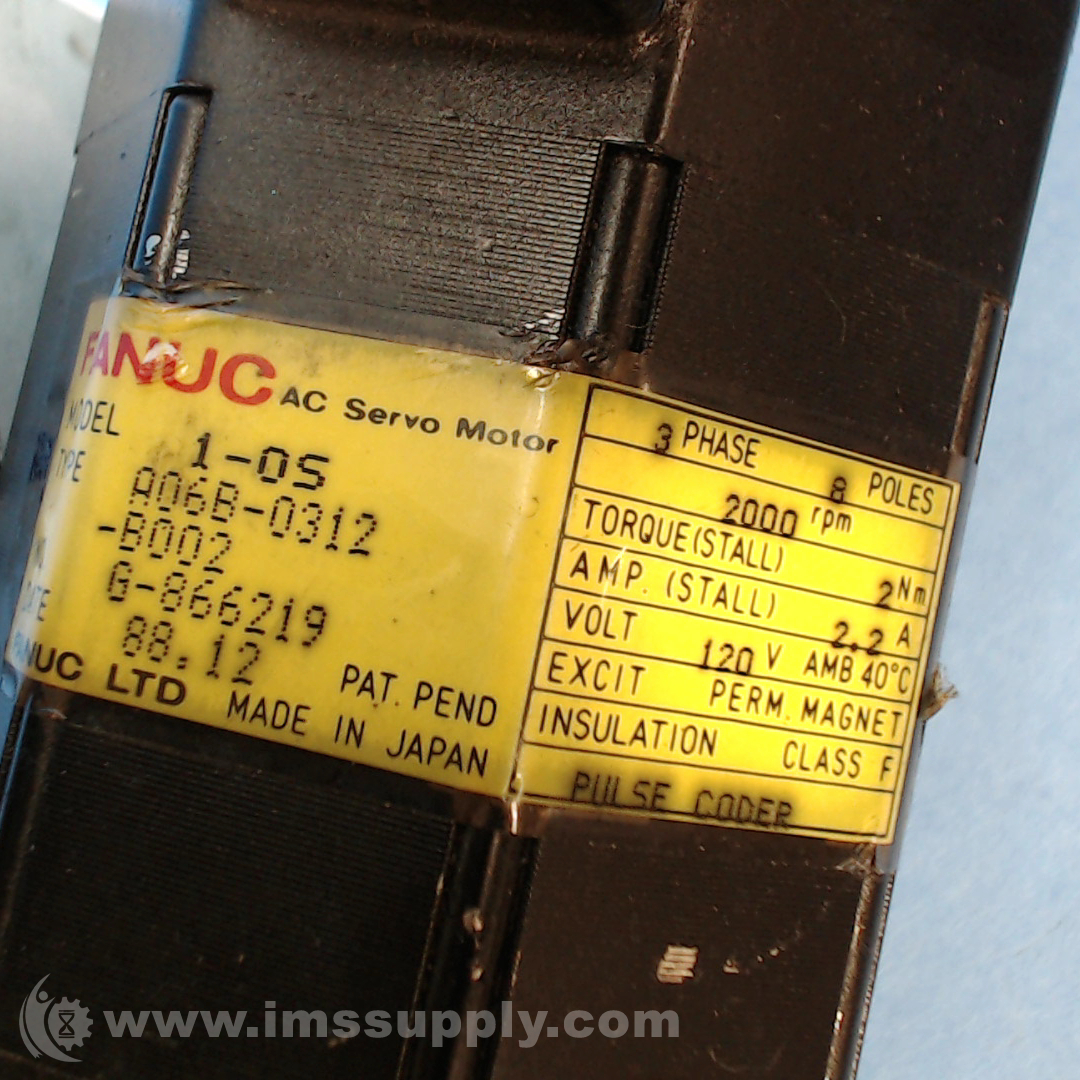 FANUC AC Servo Motor
MODEL 1-0S
TYPE A06B-0312
-B002
G-866219
DATE 88.12
FANUC LTD PAT. PEND
MADE IN JAPAN
3 PHASE 8 POLES
2000 rpm
TORQUE(STALL) 2 Nm
AMP. (STALL) 2.2 A
VOLT 120 V AMB 40°C
EXCIT PERM. MAGNET
INSULATION CLASS F
PULSE CODER
www.imssupply.com